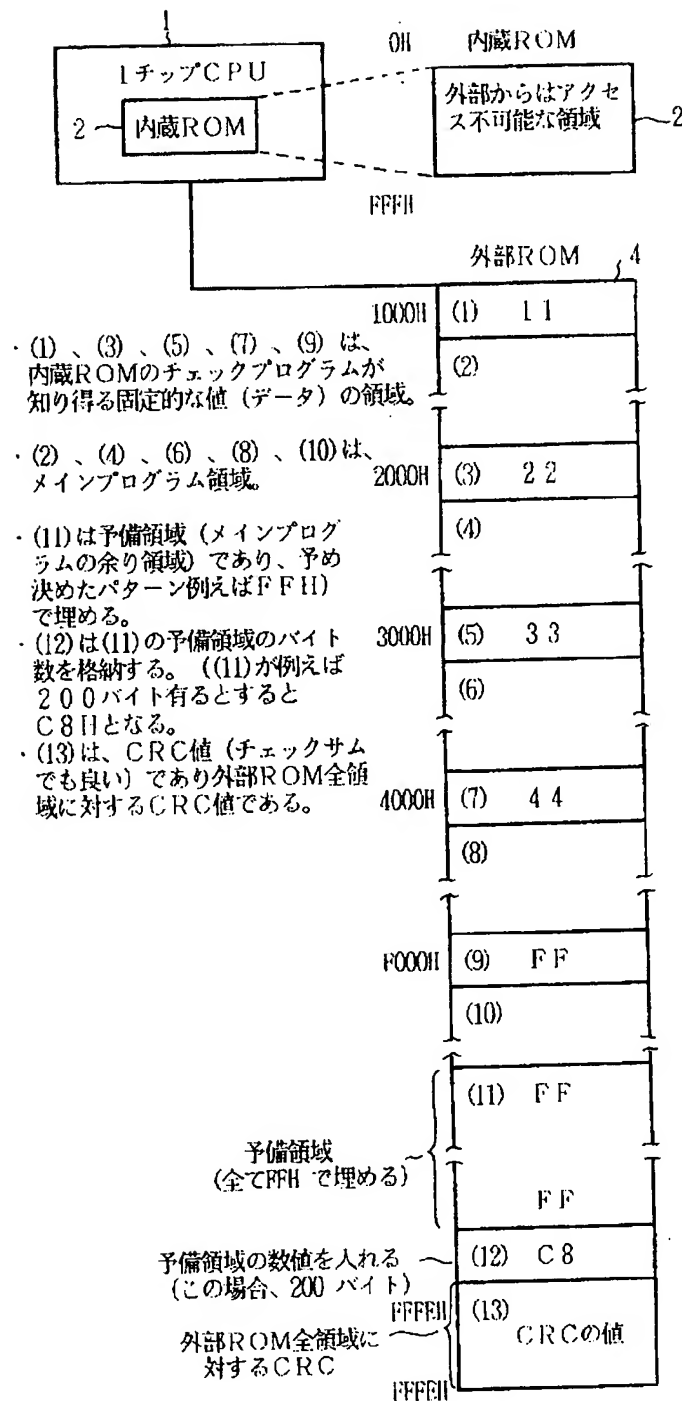 1
1チップCPU
2
内蔵ROM
0H
内蔵ROM
外部からはアクセ
ス不可能な領域
2
FFFH
外部ROM
4
1000H
(1) 11
(2)
・(1)、(3)、(5)、(7)、(9)は、
内蔵ROMのチェックプログラムが
知り得る固定的な値(データ)の領域。
・(2)、(4)、(6)、(8)、(10)は、
メインプログラム領域。
2000H
(3) 22
(4)
・(11)は予備領域(メインプログ
ラムの余り領域)であり、予め
決めたパターン例えばFFH)
で埋める。
・(12)は(11)の予備領域のバイト
数を格納する。((11)が例えば
200バイト有るとすると
C8Hとなる。
3000H
(5) 33
(6)
・(13)は、CRC値(チェックサム
でも良い)であり外部ROM全領
域に対するCRC値である。
4000H
(7) 44
(8)
F000H
(9) FF
(10)
(11) FF
予備領域
(全てFFH で埋める)
FF
予備領域の数値を入れる
(この場合、200 バイト)
(12) C8
FFFEH
(13)
CRCの値
外部ROM全領域に
対するCRC
FFFEH